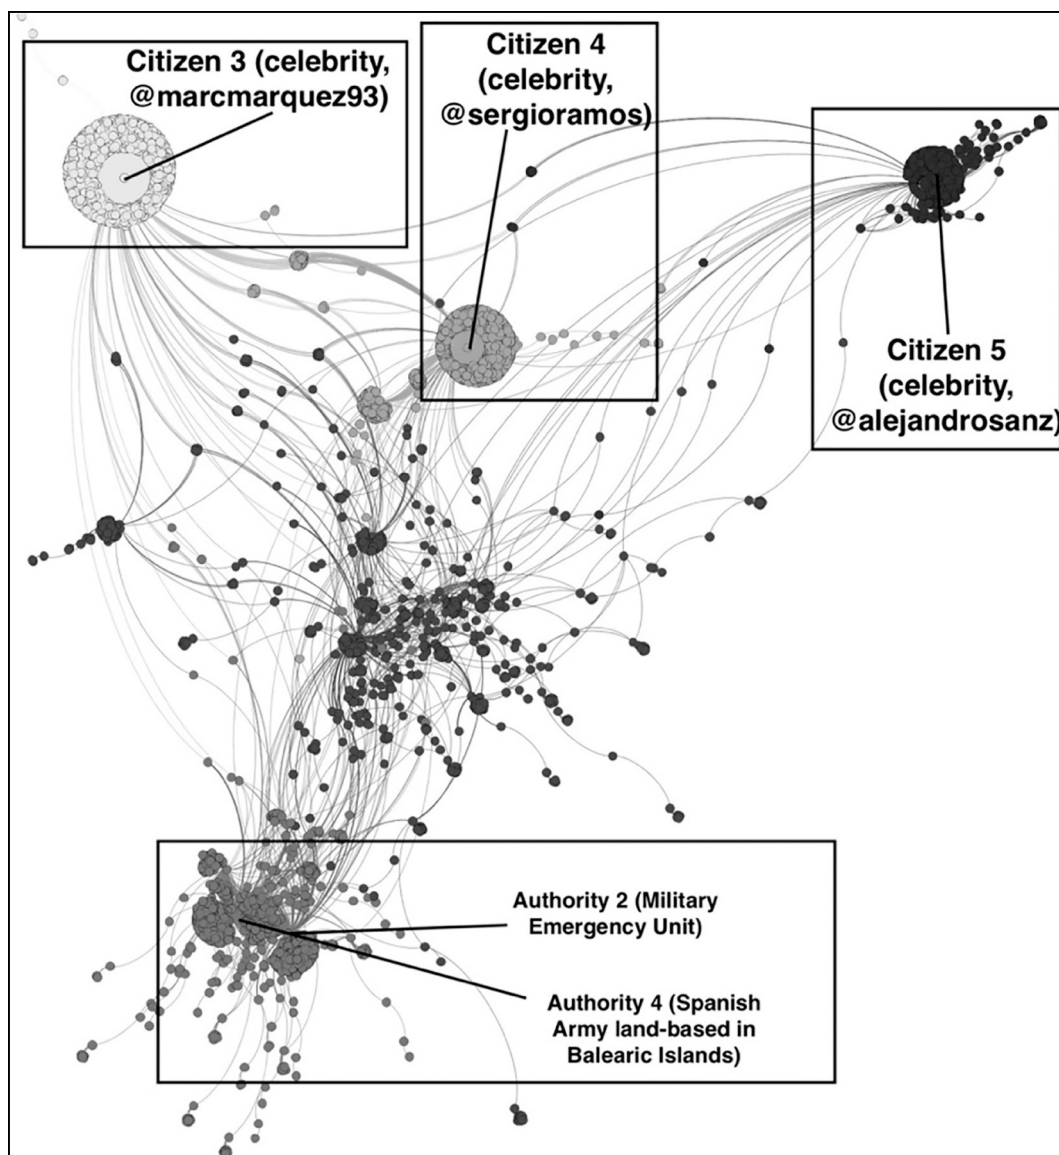 Citizen 3 (celebrity,
@marcmarquez93)
Citizen 4
(celebrity,
@sergioramos)
Citizen 5
(celebrity,
@alejandrosanz)
Authority 2 (Military
Emergency Unit)
Authority 4 (Spanish
Army land-based in
Balearic Islands)